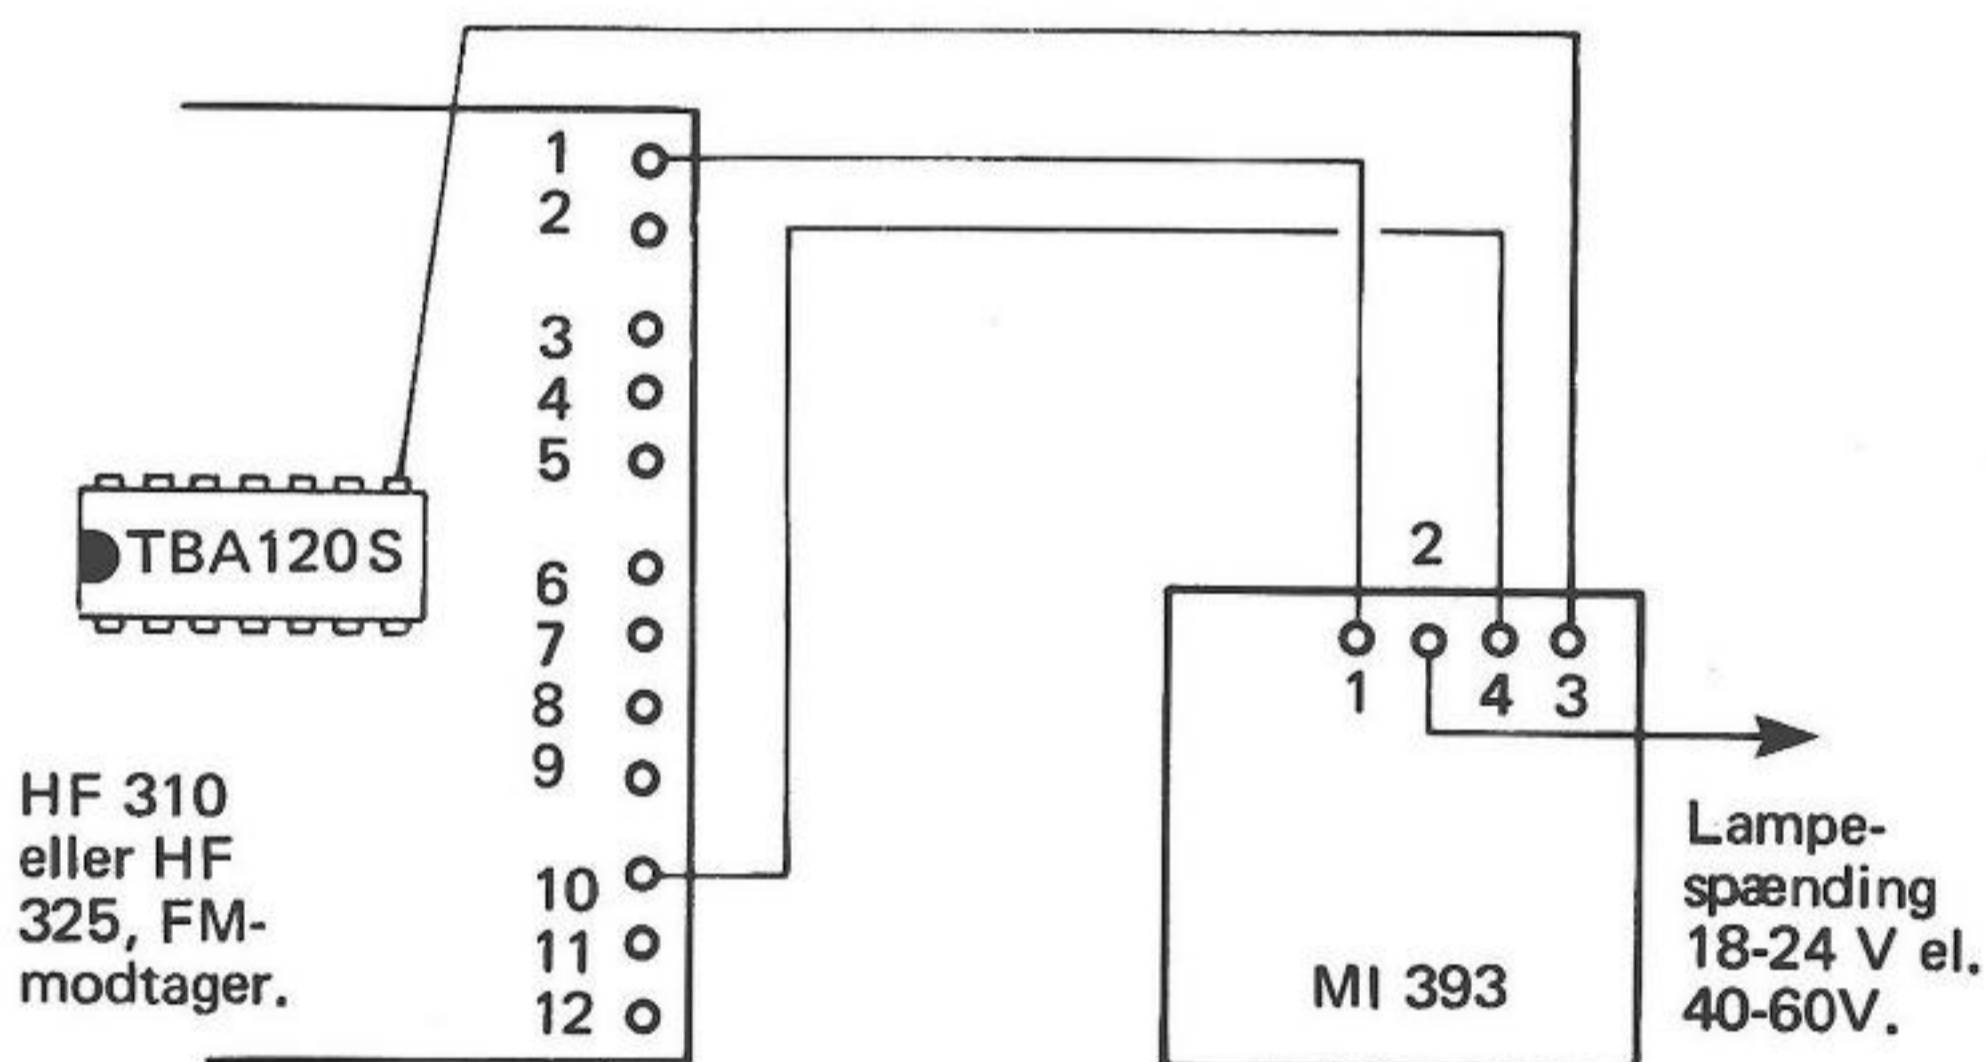 1
2
3
4
5
TBA120S
6
7
8
9
10
11
12
HF 310
eller HF
325, FM-
modtager.
2
1 4 3
MI 393
Lampe-
spænding
18-24 V el.
40-60V.